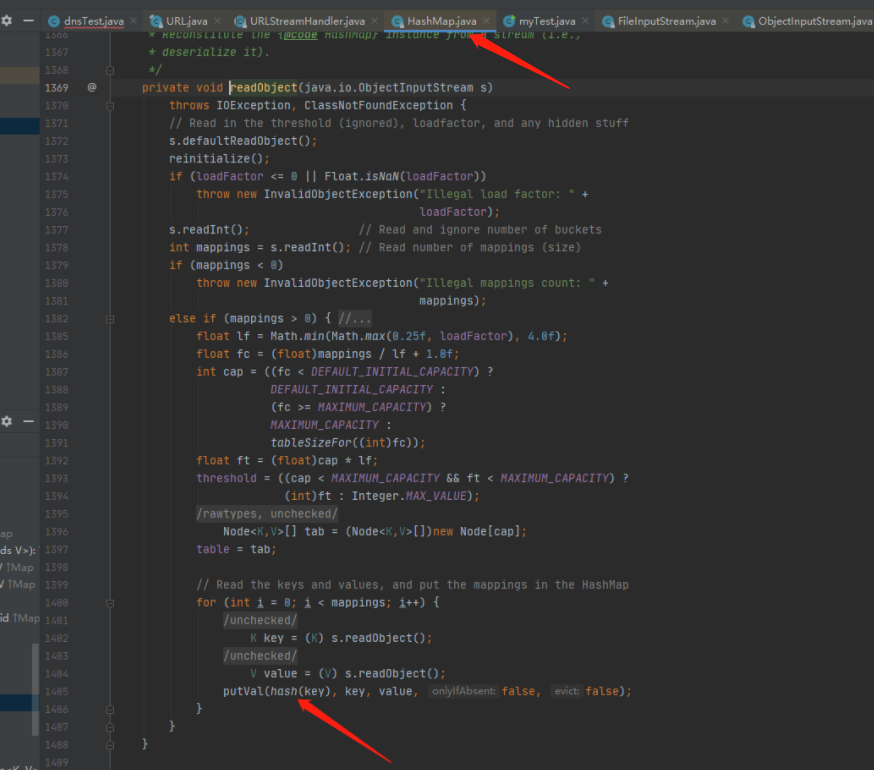 dnsTest.java URL.java URLStreamHandler.java HashMap.java myTest.java FileInputStream.java ObjectInputStream.java
1366 * Reconstitute the {@code HashMap} instance from a stream (i.e.,
1367 * deserialize it).
1368 */
1369 @ private void readObject(java.io.ObjectInputStream s)
1370 throws IOException, ClassNotFoundException {
1371 // Read in the threshold (ignored), loadfactor, and any hidden stuff
1372 s.defaultReadObject();
1373 reinitialize();
1374 if (loadFactor <= 0 || Float.isNaN(loadFactor))
1375 throw new InvalidObjectException("Illegal load factor: " +
1376 loadFactor);
1377 s.readInt(); // Read and ignore number of buckets
1378 int mappings = s.readInt(); // Read number of mappings (size)
1379 if (mappings < 0)
1380 throw new InvalidObjectException("Illegal mappings count: " +
1381 mappings);
1382 else if (mappings > 0) { //...
1385 float lf = Math.min(Math.max(0.25f, loadFactor), 4.0f);
1386 float fc = (float)mappings / lf + 1.0f;
1387 int cap = ((fc < DEFAULT_INITIAL_CAPACITY) ?
1388 DEFAULT_INITIAL_CAPACITY :
1389 (fc >= MAXIMUM_CAPACITY) ?
1390 MAXIMUM_CAPACITY :
1391 tableSizeFor((int)fc));
1392 float ft = (float)cap * lf;
1393 threshold = ((cap < MAXIMUM_CAPACITY && ft < MAXIMUM_CAPACITY) ?
1394 (int)ft : Integer.MAX_VALUE);
1395 /rawtypes, unchecked/
1396 Node<K,V>[] tab = (Node<K,V>[])new Node[cap];
1397 table = tab;
1398
1399 // Read the keys and values, and put the mappings in the HashMap
1400 for (int i = 0; i < mappings; i++) {
1401 /unchecked/
1402 K key = (K) s.readObject();
1403 /unchecked/
1404 V value = (V) s.readObject();
1405 putVal(hash(key), key, value, onlyIfAbsent: false, evict: false);
1406 }
1407 }
1408 }
1409
ap
ds V>):
V ↑Map
V ↑Map
id ↑Map